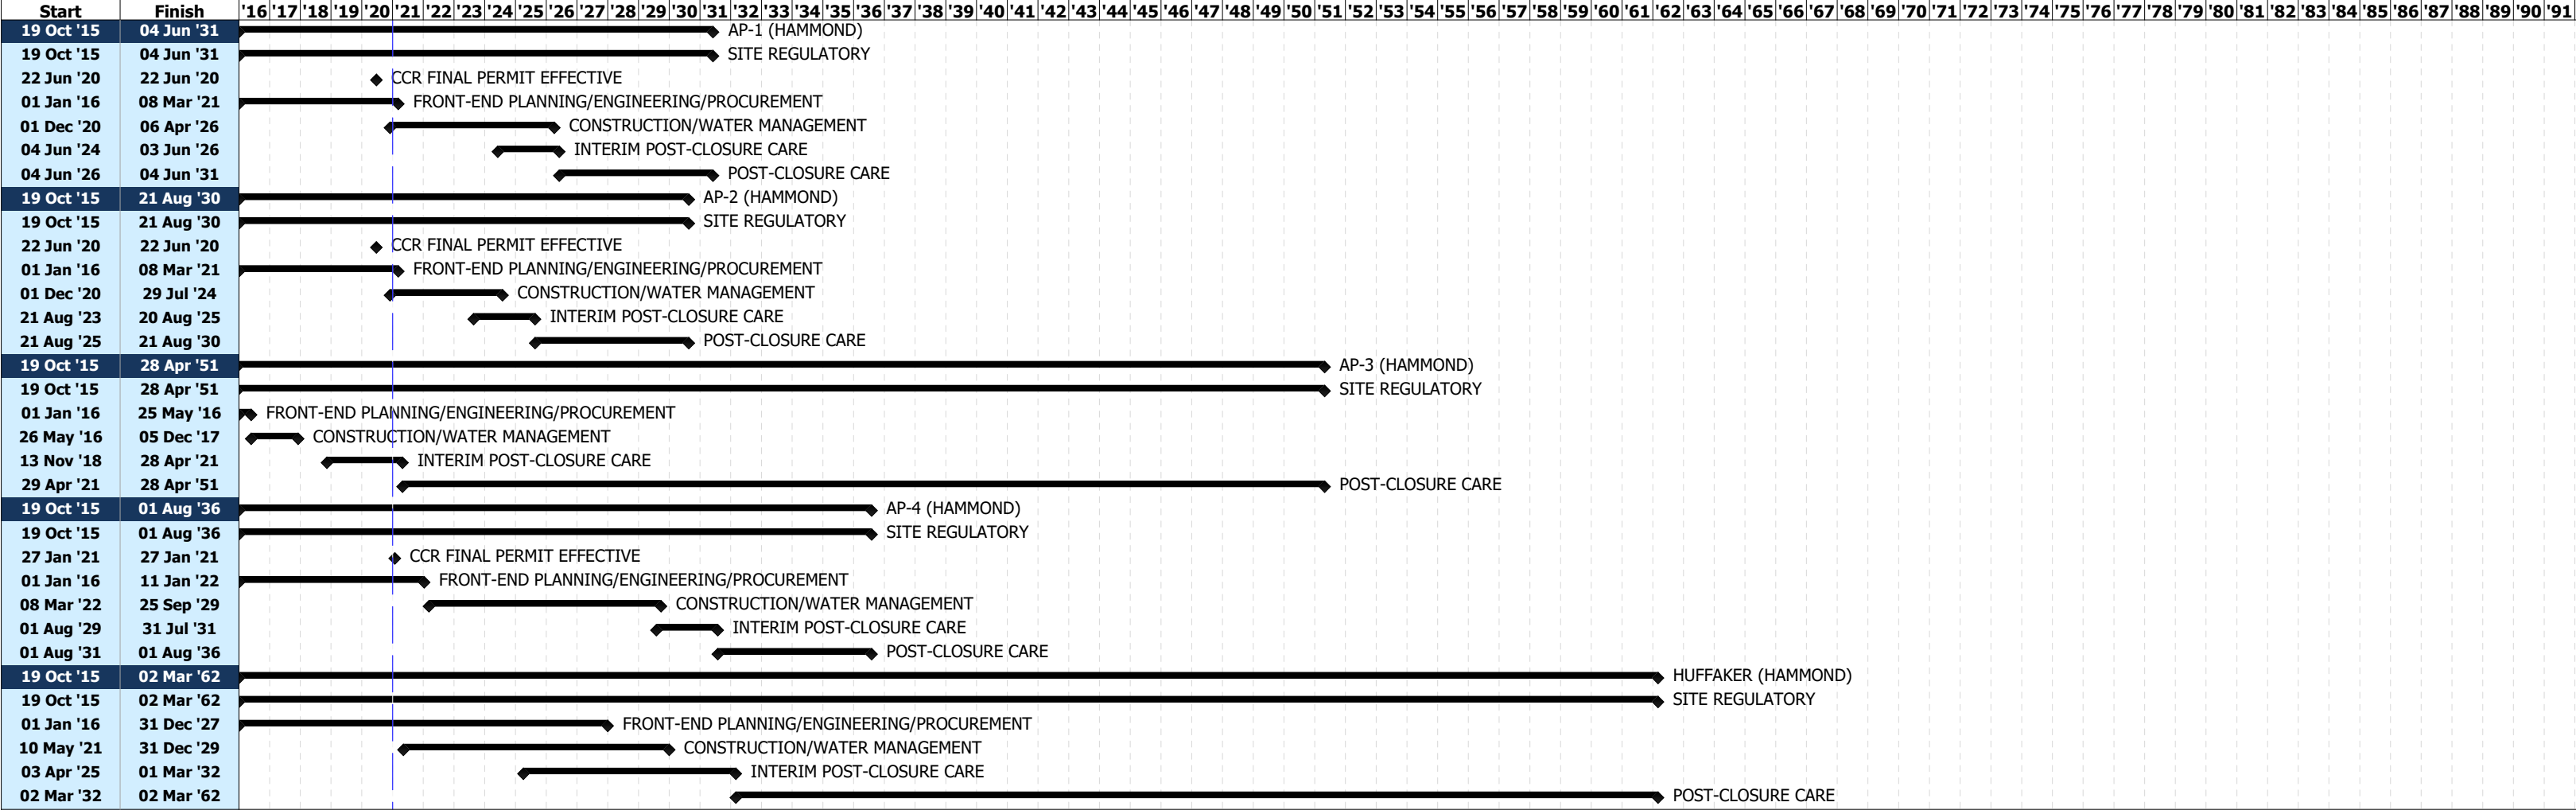 Start Finish '16 '17 '18 '19 '20 '21 '22 '23 '24 '25 '26 '27 '28 '29 '30 '31 '32 '33 '34 '35 '36 '37 '38 '39 '40 '41 '42 '43 '44 '45 '46 '47 '48 '49 '50 '51 '52 '53 '54 '55 '56 '57 '58 '59 '60 '61 '62 '63 '64 '65 '66 '67 '68 '69 '70 '71 '72 '73 '74 '75 '76 '77 '78 '79 '80 '81 '82 '83 '84 '85 '86 '87 '88 '89 '90 '91
19 Oct '15 04 Jun '31 AP-1 (HAMMOND)
19 Oct '15 04 Jun '31 SITE REGULATORY
22 Jun '20 22 Jun '20 CCR FINAL PERMIT EFFECTIVE
01 Jan '16 08 Mar '21 FRONT-END PLANNING/ENGINEERING/PROCUREMENT
01 Dec '20 06 Apr '26 CONSTRUCTION/WATER MANAGEMENT
04 Jun '24 03 Jun '26 INTERIM POST-CLOSURE CARE
04 Jun '26 04 Jun '31 POST-CLOSURE CARE
19 Oct '15 21 Aug '30 AP-2 (HAMMOND)
19 Oct '15 21 Aug '30 SITE REGULATORY
22 Jun '20 22 Jun '20 CCR FINAL PERMIT EFFECTIVE
01 Jan '16 08 Mar '21 FRONT-END PLANNING/ENGINEERING/PROCUREMENT
01 Dec '20 29 Jul '24 CONSTRUCTION/WATER MANAGEMENT
21 Aug '23 20 Aug '25 INTERIM POST-CLOSURE CARE
21 Aug '25 21 Aug '30 POST-CLOSURE CARE
19 Oct '15 28 Apr '51 AP-3 (HAMMOND)
19 Oct '15 28 Apr '51 SITE REGULATORY
01 Jan '16 25 May '16 FRONT-END PLANNING/ENGINEERING/PROCUREMENT
26 May '16 05 Dec '17 CONSTRUCTION/WATER MANAGEMENT
13 Nov '18 28 Apr '21 INTERIM POST-CLOSURE CARE
29 Apr '21 28 Apr '51 POST-CLOSURE CARE
19 Oct '15 01 Aug '36 AP-4 (HAMMOND)
19 Oct '15 01 Aug '36 SITE REGULATORY
27 Jan '21 27 Jan '21 CCR FINAL PERMIT EFFECTIVE
01 Jan '16 11 Jan '22 FRONT-END PLANNING/ENGINEERING/PROCUREMENT
08 Mar '22 25 Sep '29 CONSTRUCTION/WATER MANAGEMENT
01 Aug '29 31 Jul '31 INTERIM POST-CLOSURE CARE
01 Aug '31 01 Aug '36 POST-CLOSURE CARE
19 Oct '15 02 Mar '62 HUFFAKER (HAMMOND)
19 Oct '15 02 Mar '62 SITE REGULATORY
01 Jan '16 31 Dec '27 FRONT-END PLANNING/ENGINEERING/PROCUREMENT
10 May '21 31 Dec '29 CONSTRUCTION/WATER MANAGEMENT
03 Apr '25 01 Mar '32 INTERIM POST-CLOSURE CARE
02 Mar '32 02 Mar '62 POST-CLOSURE CARE